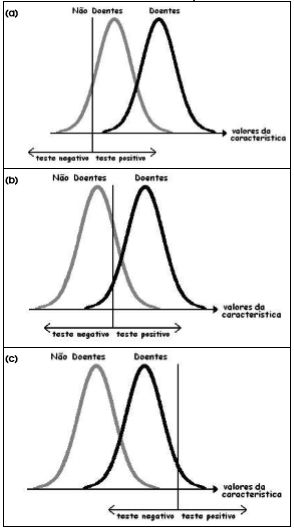 (a)
Não Doentes Doentes
valores da
característica
teste negativo teste positivo
(b)
Não Doentes Doentes
valores da
característica
teste negativo teste positivo
(c)
Não Doentes Doentes
valores da
característica
teste negativo teste positivo